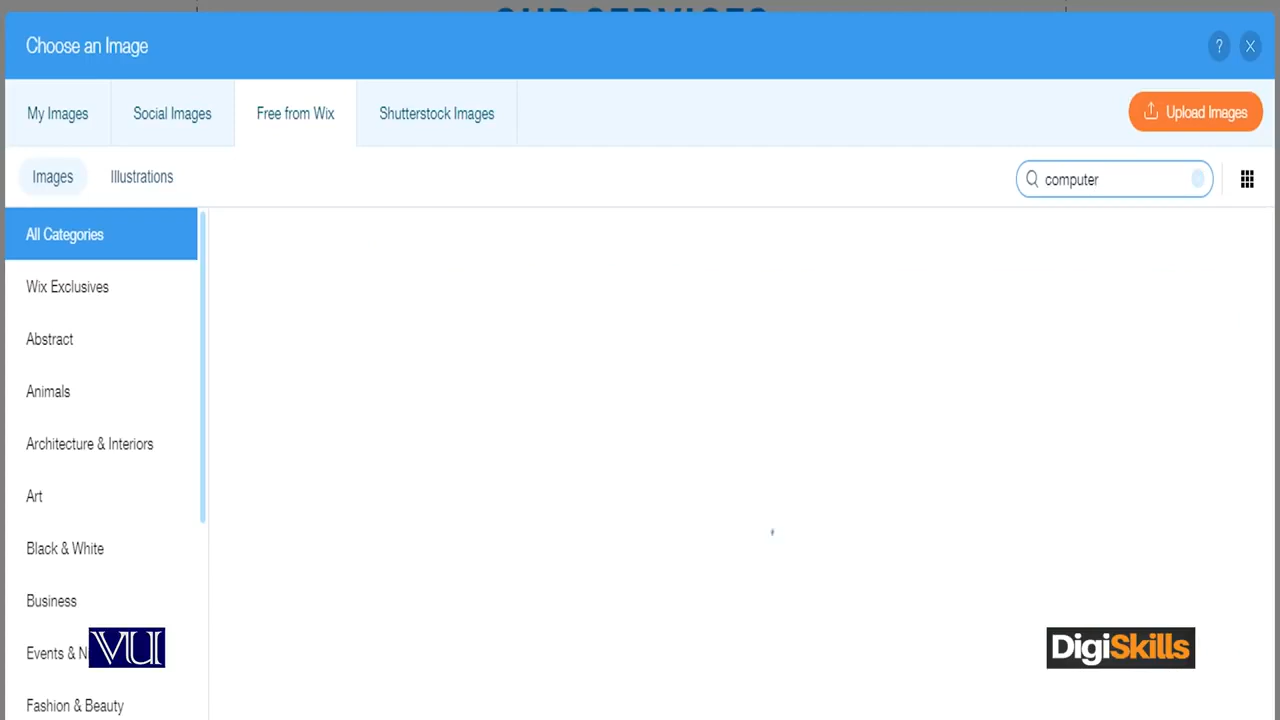 Choose an Image
?
X
My Images
Social Images
Free from Wix
Shutterstock Images
Upload Images
Images
Illustrations
computer
All Categories
Wix Exclusives
Abstract
Animals
Architecture & Interiors
Art
Black & White
Business
Events & N
VU
DigiSkills
Fashion & Beauty